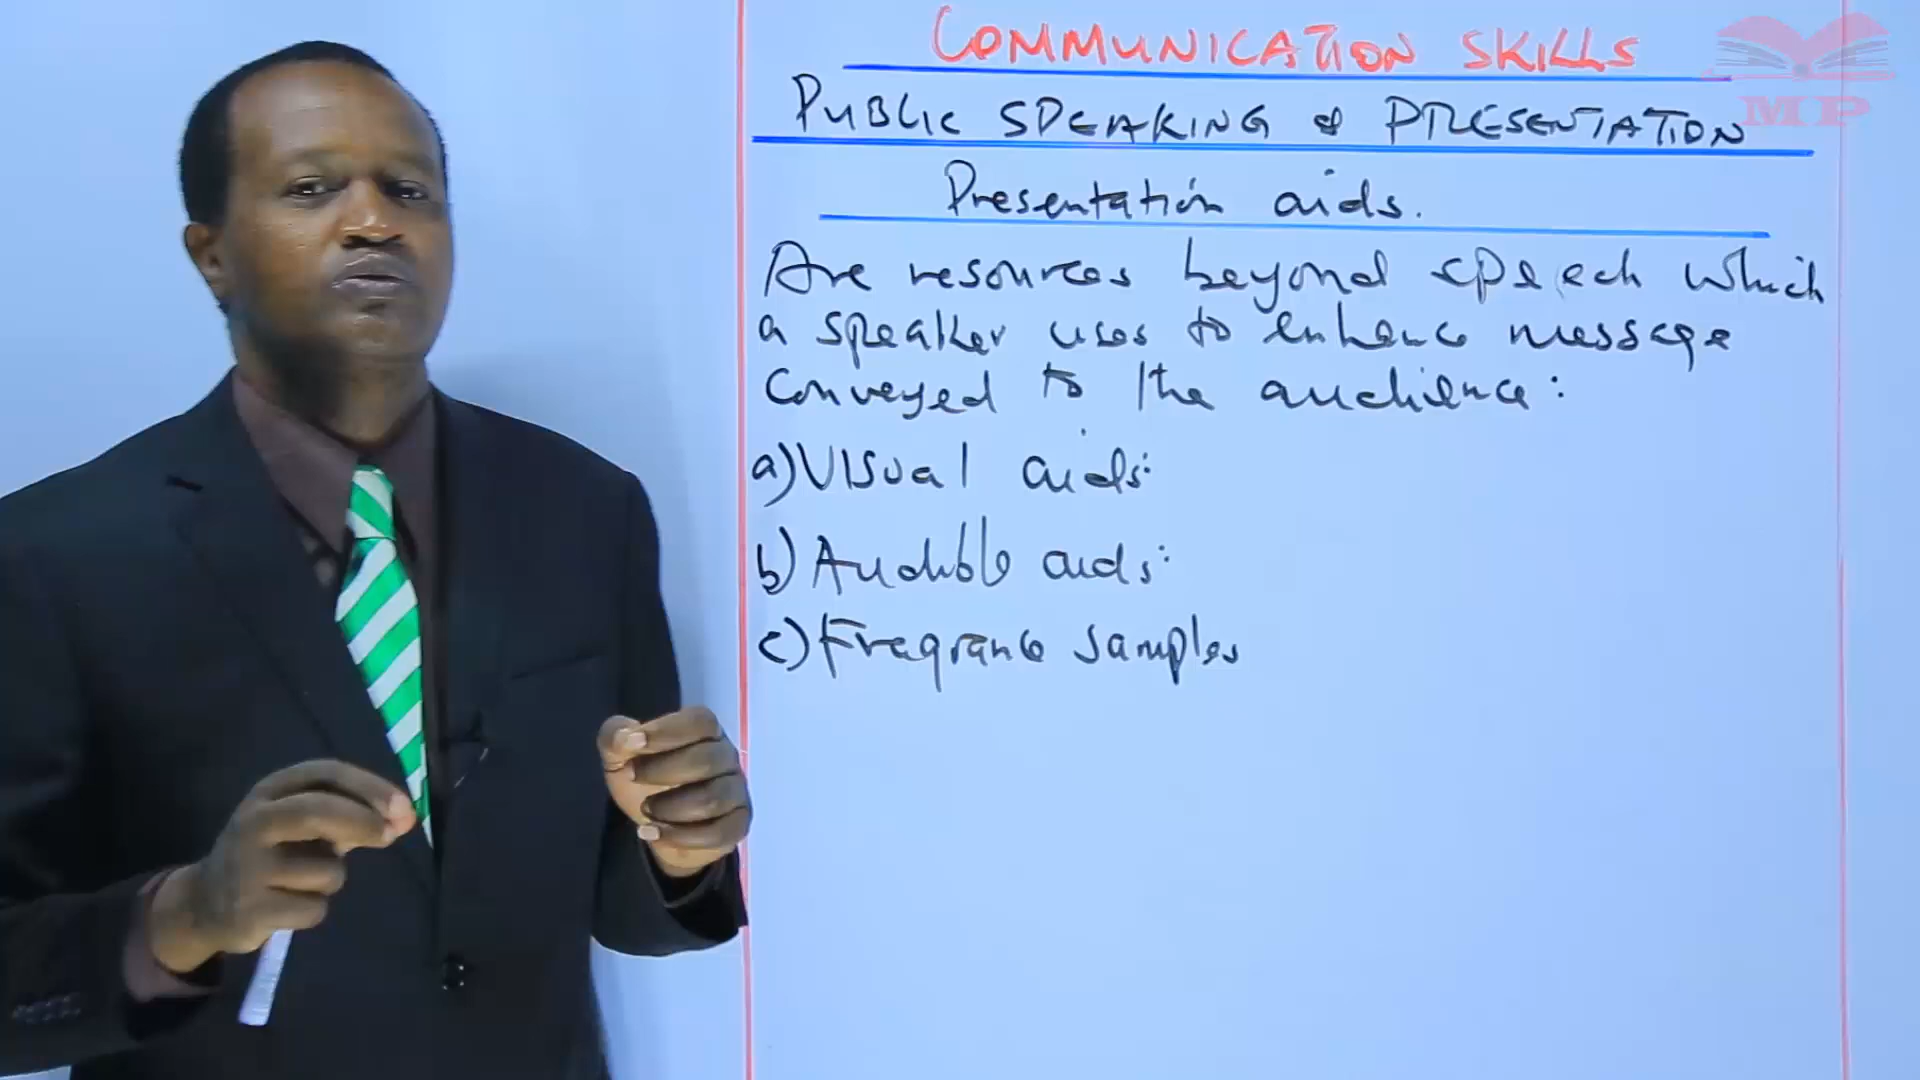 COMMUNICATION SKILLS
PUBLIC SPEAKING & PRESENTATION
Presentation aids.
Are resources beyond speech which
a speaker uses to enhance message
conveyed to the audience:
a) Visual aids:
b) Audible aids:
c) Fragrance samples
MP